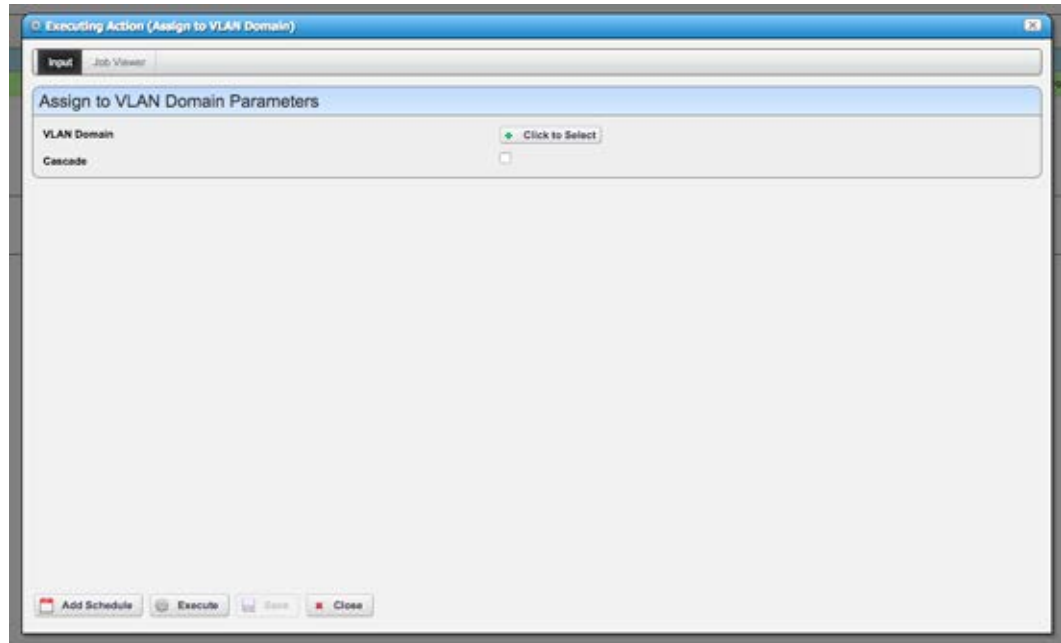 Executing Action (Assign to VLAN Domain)
Input Job Viewer
Assign to VLAN Domain Parameters
VLAN Domain Click to Select
Cascade
Add Schedule Execute Save Close